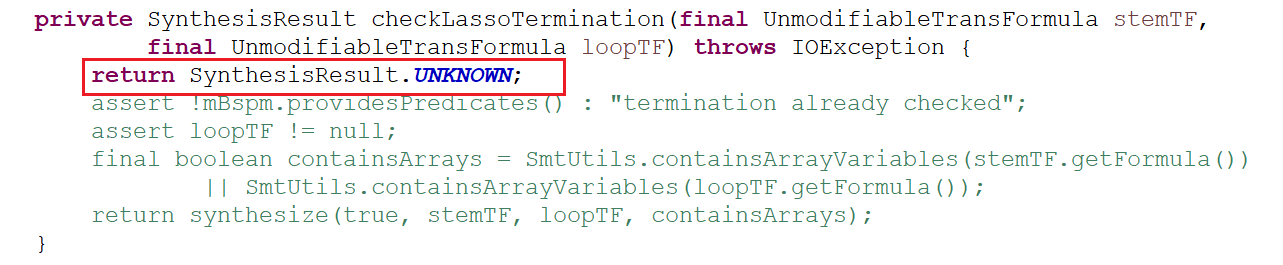 private SynthesisResult checkLassoTermination(final UnmodifiableTransFormula stemTF,
final UnmodifiableTransFormula loopTF) throws IOException {
return SynthesisResult.UNKNOWN;
assert !mBspm.providesPredicates() : "termination already checked";
assert loopTF != null;
final boolean containsArrays = SmtUtils.containsArrayVariables(stemTF.getFormula())
|| SmtUtils.containsArrayVariables(loopTF.getFormula());
return synthesize(true, stemTF, loopTF, containsArrays);
}